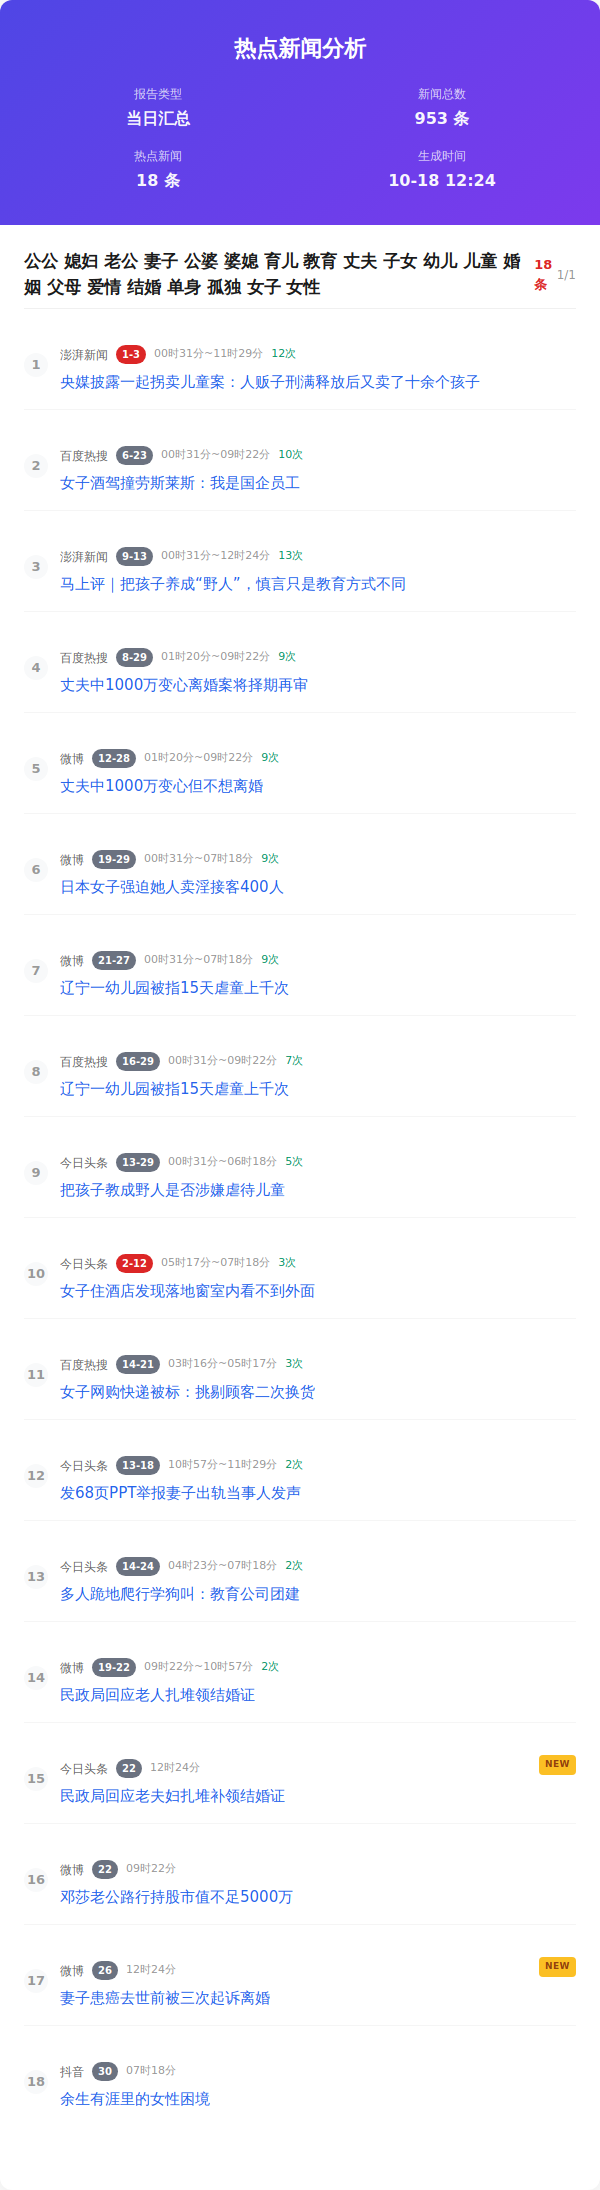 热点新闻分析
报告类型
新闻总数
当日汇总
953 条
热点新闻
生成时间
18 条
10-18 12:24
公公 媳妇 老公 妻子 公婆 婆媳 育儿 教育 丈夫 子女 幼儿 儿童 婚
姻 父母 爱情 结婚 单身 孤独 女子 女性
18
条
1/1
1
澎湃新闻 1-3 00时31分~11时29分 12次
央媒披露一起拐卖儿童案：人贩子刑满释放后又卖了十余个孩子
2
百度热搜 6-23 00时31分~09时22分 10次
女子酒驾撞劳斯莱斯：我是国企员工
3
澎湃新闻 9-13 00时31分~12时24分 13次
马上评｜把孩子养成“野人”，慎言只是教育方式不同
4
百度热搜 8-29 01时20分~09时22分 9次
丈夫中1000万变心离婚案将择期再审
5
微博 12-28 01时20分~09时22分 9次
丈夫中1000万变心但不想离婚
6
微博 19-29 00时31分~07时18分 9次
日本女子强迫她人卖淫接客400人
7
微博 21-27 00时31分~07时18分 9次
辽宁一幼儿园被指15天虐童上千次
8
百度热搜 16-29 00时31分~09时22分 7次
辽宁一幼儿园被指15天虐童上千次
9
今日头条 13-29 00时31分~06时18分 5次
把孩子教成野人是否涉嫌虐待儿童
10
今日头条 2-12 05时17分~07时18分 3次
女子住酒店发现落地窗室内看不到外面
11
百度热搜 14-21 03时16分~05时17分 3次
女子网购快递被标：挑剔顾客二次换货
12
今日头条 13-18 10时57分~11时29分 2次
发68页PPT举报妻子出轨当事人发声
13
今日头条 14-24 04时23分~07时18分 2次
多人跪地爬行学狗叫：教育公司团建
14
微博 19-22 09时22分~10时57分 2次
民政局回应老人扎堆领结婚证
15
今日头条 22 12时24分
NEW
民政局回应老夫妇扎堆补领结婚证
16
微博 22 09时22分
邓莎老公路行持股市值不足5000万
17
微博 26 12时24分
NEW
妻子患癌去世前被三次起诉离婚
18
抖音 30 07时18分
余生有涯里的女性困境